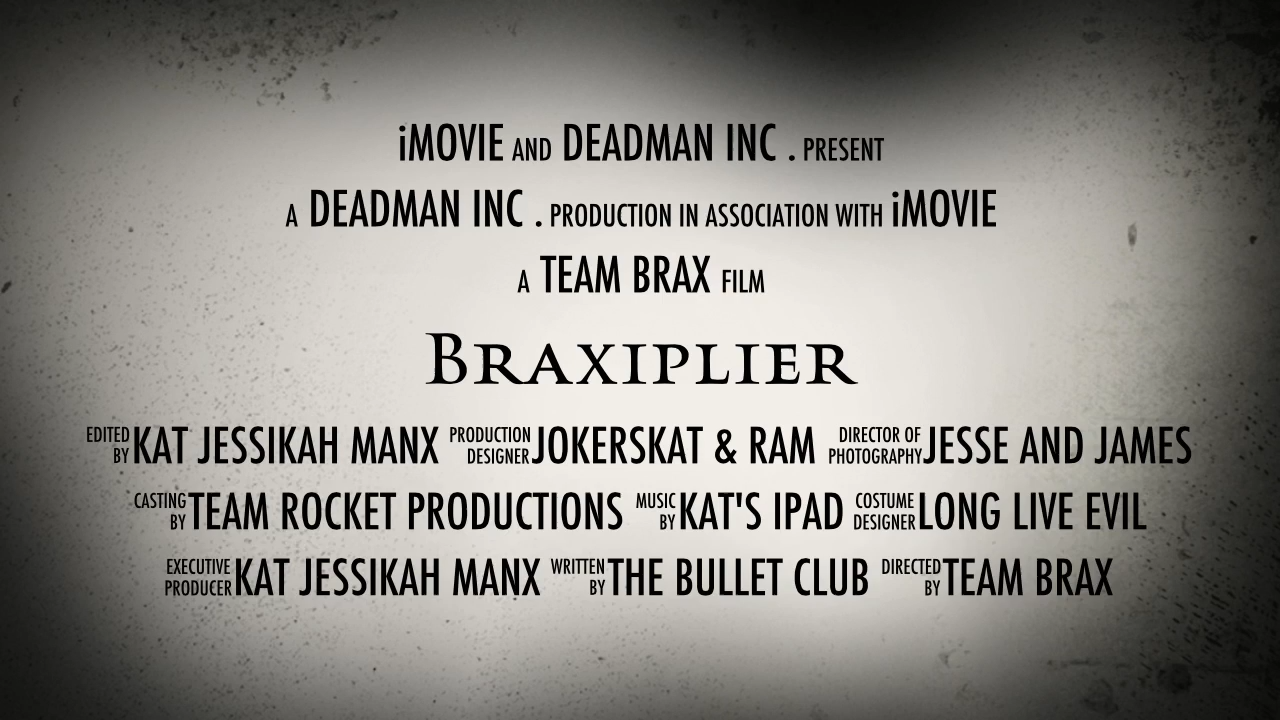 iMOVIE AND DEADMAN INC . PRESENT
A DEADMAN INC . PRODUCTION IN ASSOCIATION WITH iMOVIE
A TEAM BRAX FILM
BRAXIPLIER
EDITED BY KAT JESSIKAH MANX PRODUCTION DESIGNER JOKERSKAT & RAM DIRECTOR OF PHOTOGRAPHY JESSE AND JAMES
CASTING BY TEAM ROCKET PRODUCTIONS MUSIC BY KAT'S IPAD COSTUME DESIGNER LONG LIVE EVIL
EXECUTIVE PRODUCER KAT JESSIKAH MANX WRITTEN BY THE BULLET CLUB DIRECTED BY TEAM BRAX